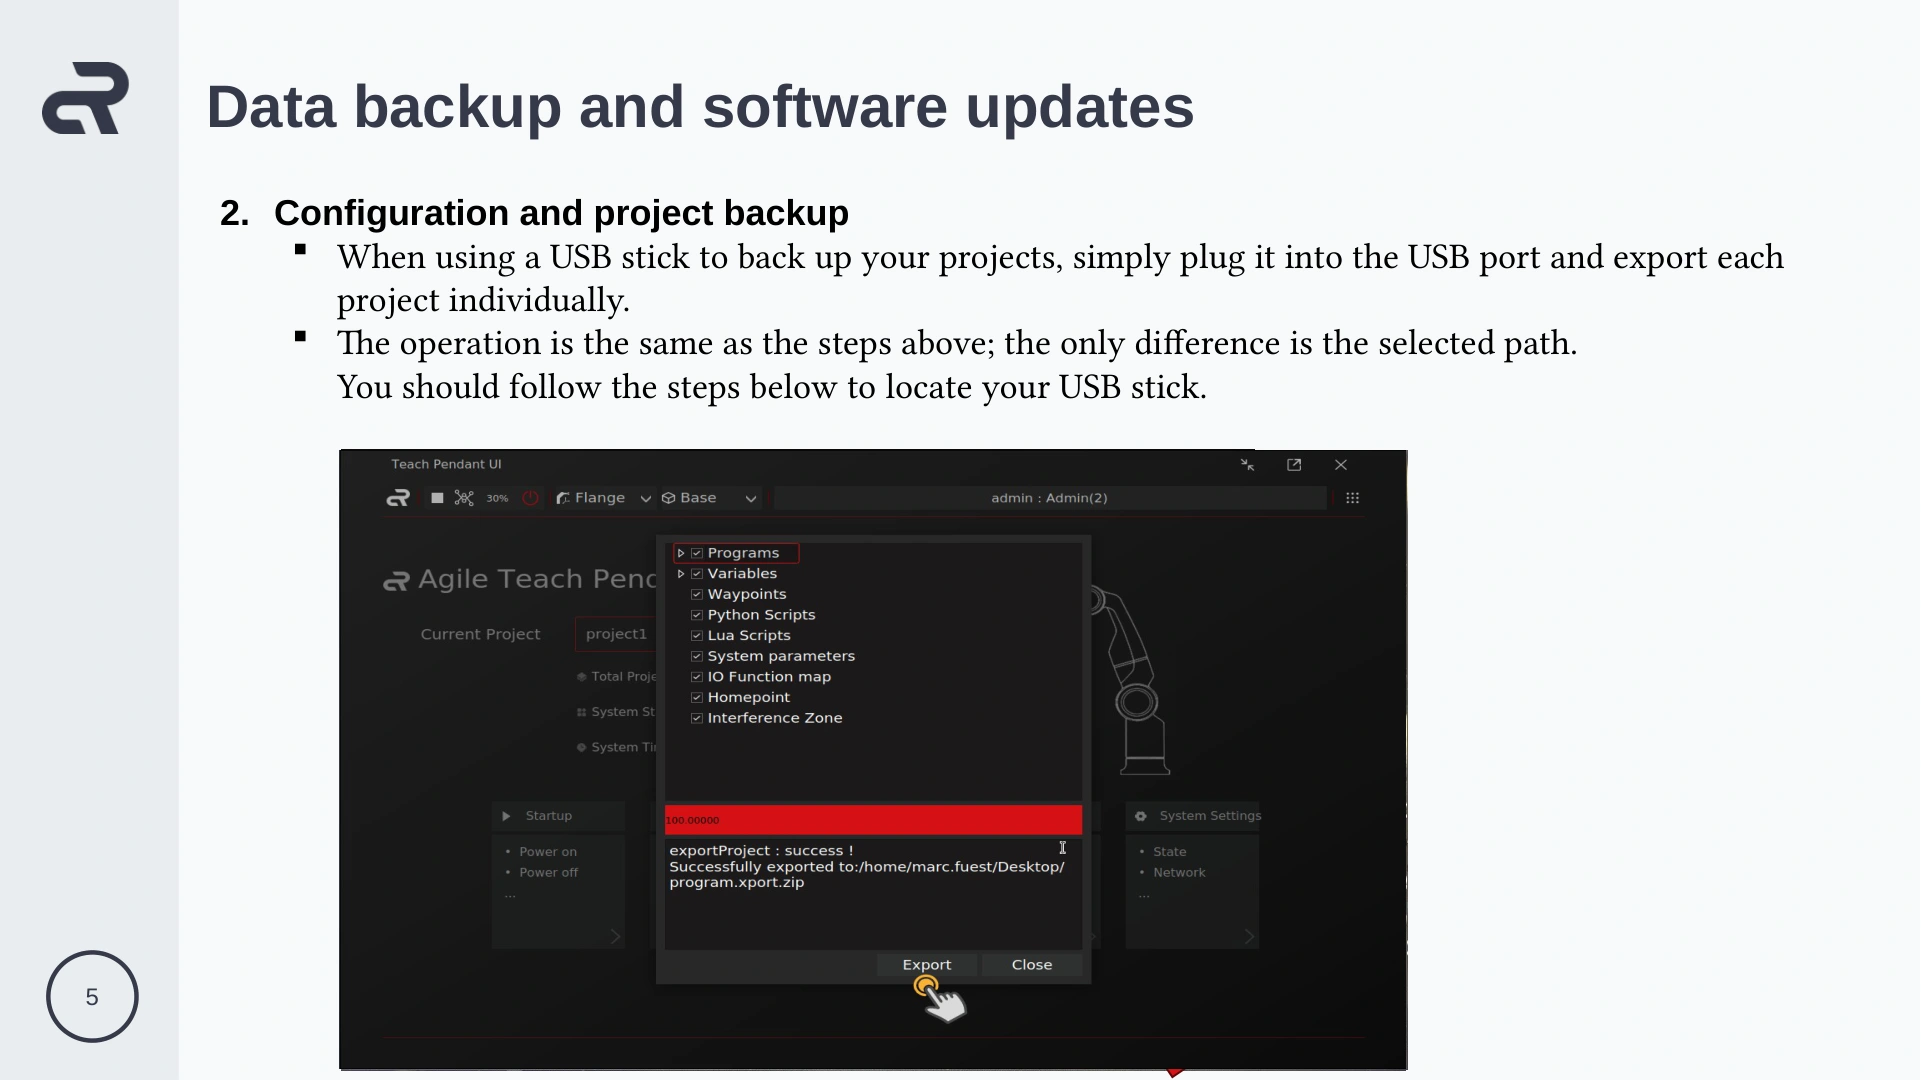 Data backup and software updates
2. Configuration and project backup
▪ When using a USB stick to back up your projects, simply plug it into the USB port and export each
project individually.
▪ The operation is the same as the steps above; the only difference is the selected path.
You should follow the steps below to locate your USB stick.
Teach Pendant UI
30% Flange Base admin : Admin(2)
Programs
Variables
Waypoints
Python Scripts
Lua Scripts
System parameters
IO Function map
Homepoint
Interference Zone
Agile Teach Pend
Current Project project1
Total Proje
System St
System Ti
100.00000
exportProject : success !
Successfully exported to:/home/marc.fuest/Desktop/
program.xport.zip
Export Close
Startup
• Power on
• Power off
...
System Settings
• State
• Network
...
5